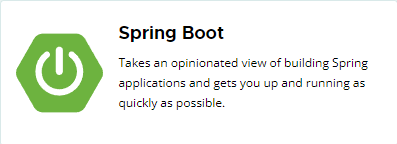 Spring Boot
Takes an opinionated view of building Spring
applications and gets you up and running as
quickly as possible.